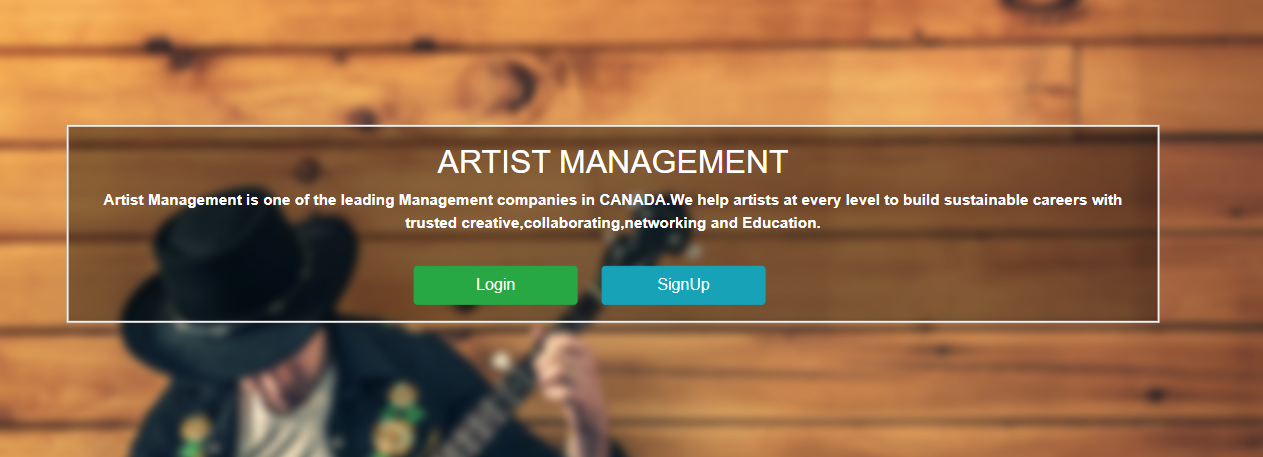 ARTIST MANAGEMENT
Artist Management is one of the leading Management companies in CANADA.We help artists at every level to build sustainable careers with
trusted creative,collaborating,networking and Education.
Login
SignUp